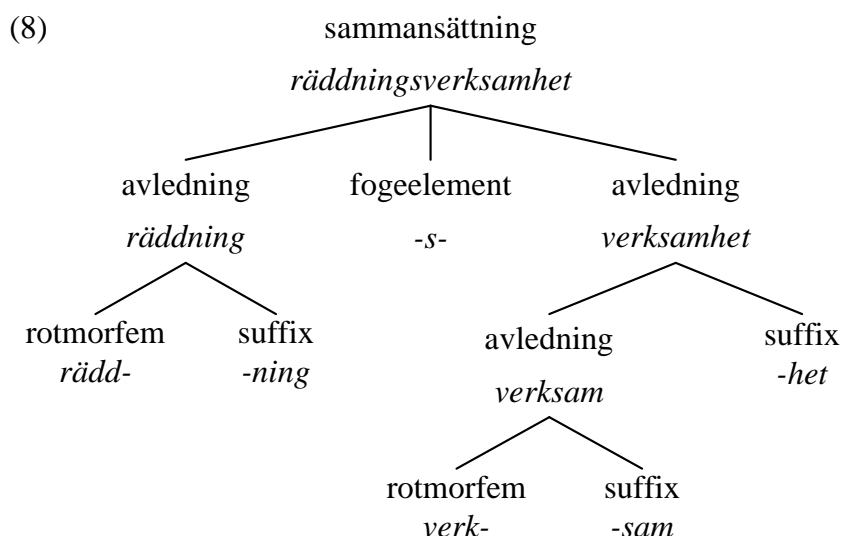 (8) sammansättning
räddningsverksamhet
avledning fogeelement avledning
räddning -s- verksamhet
rotmorfem suffix avledning suffix
rädd- -ning -het
verksam
rotmorfem suffix
verk- -sam